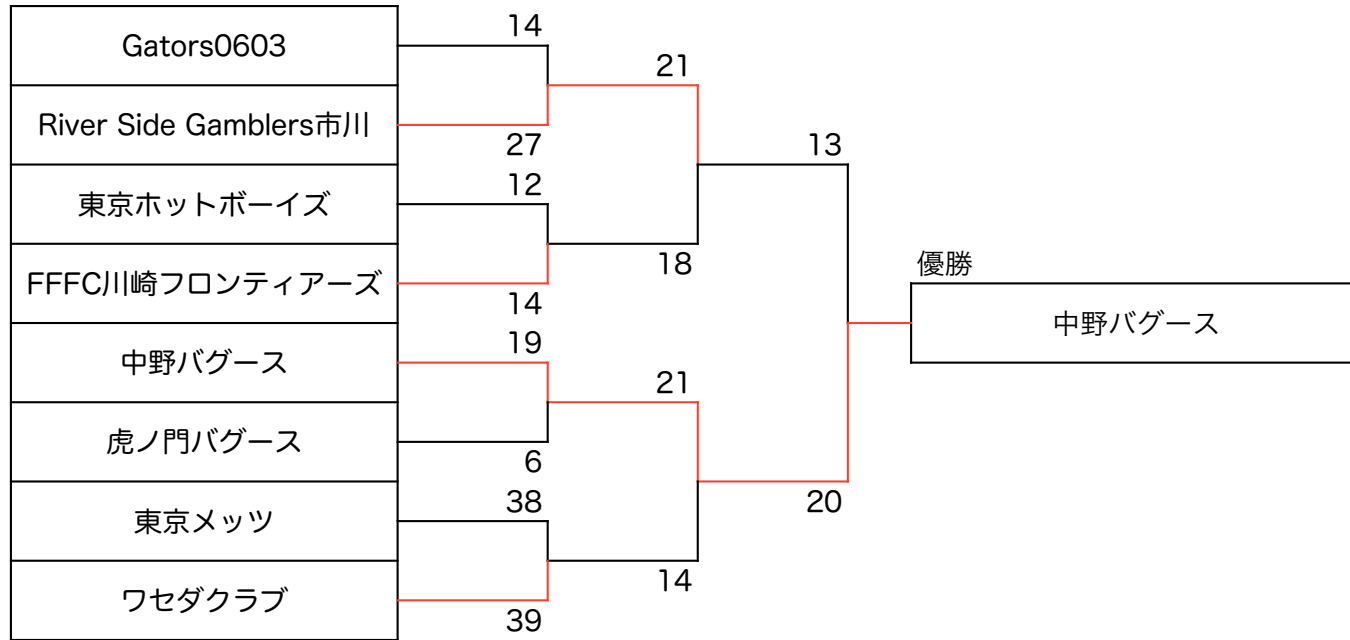 Gators0603
River Side Gamblers市川
東京ホットボーイズ
FFFC川崎フロンティアーズ
中野バグース
虎ノ門バグース
東京メッツ
ワセダクラブ
14
27
12
14
19
6
38
39
21
18
21
14
13
20
優勝
中野バグース